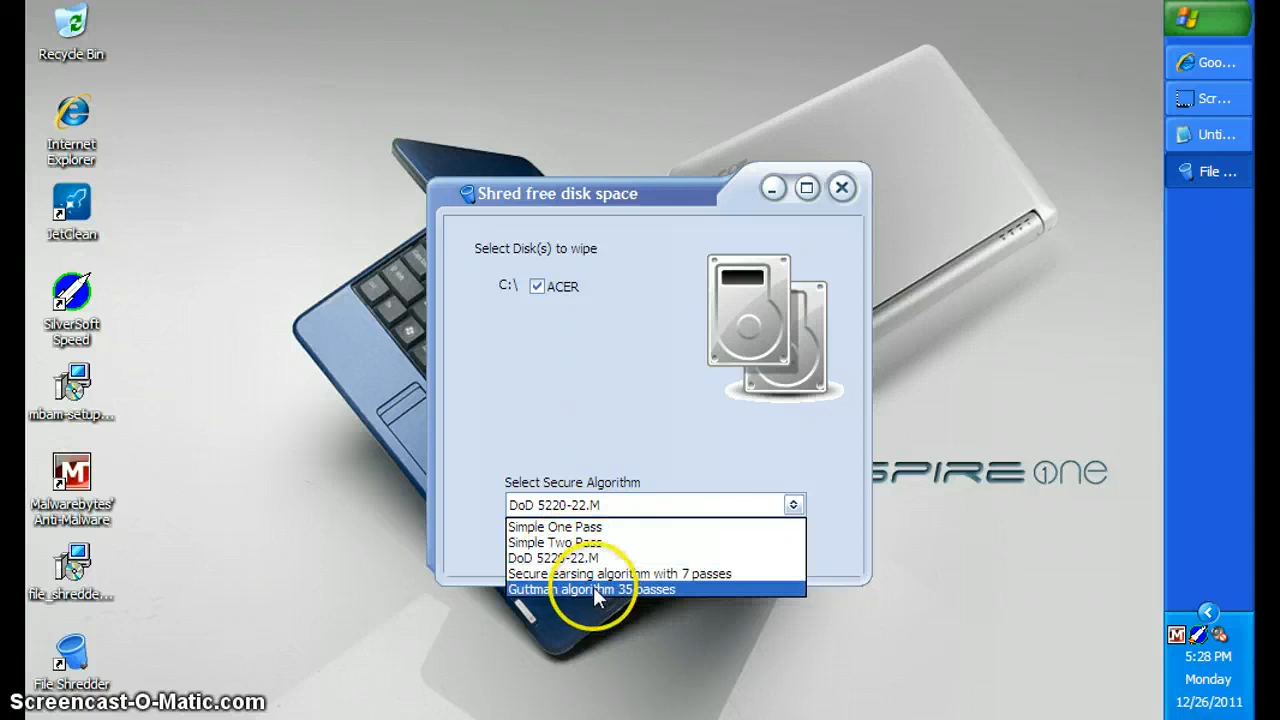 Recycle Bin
Internet
Explorer
JetClean
SilverSoft
Speed
mbam-setup...
Malwarebytes'
Anti-Malware
file_shredde...
File Shredder
Shred free disk space
Select Disk(s) to wipe
C:\ ACER
Select Secure Algorithm
DoD 5220-22.M
Simple One Pass
Simple Two Pass
DoD 5220-22.M
Secure earsing algorithm with 7 passes
Guttman algorithm 35 passes
SPIRE one
Goo...
Scr...
Unti...
File ...
5:28 PM
Monday
12/26/2011
Screencast-O-Matic.com